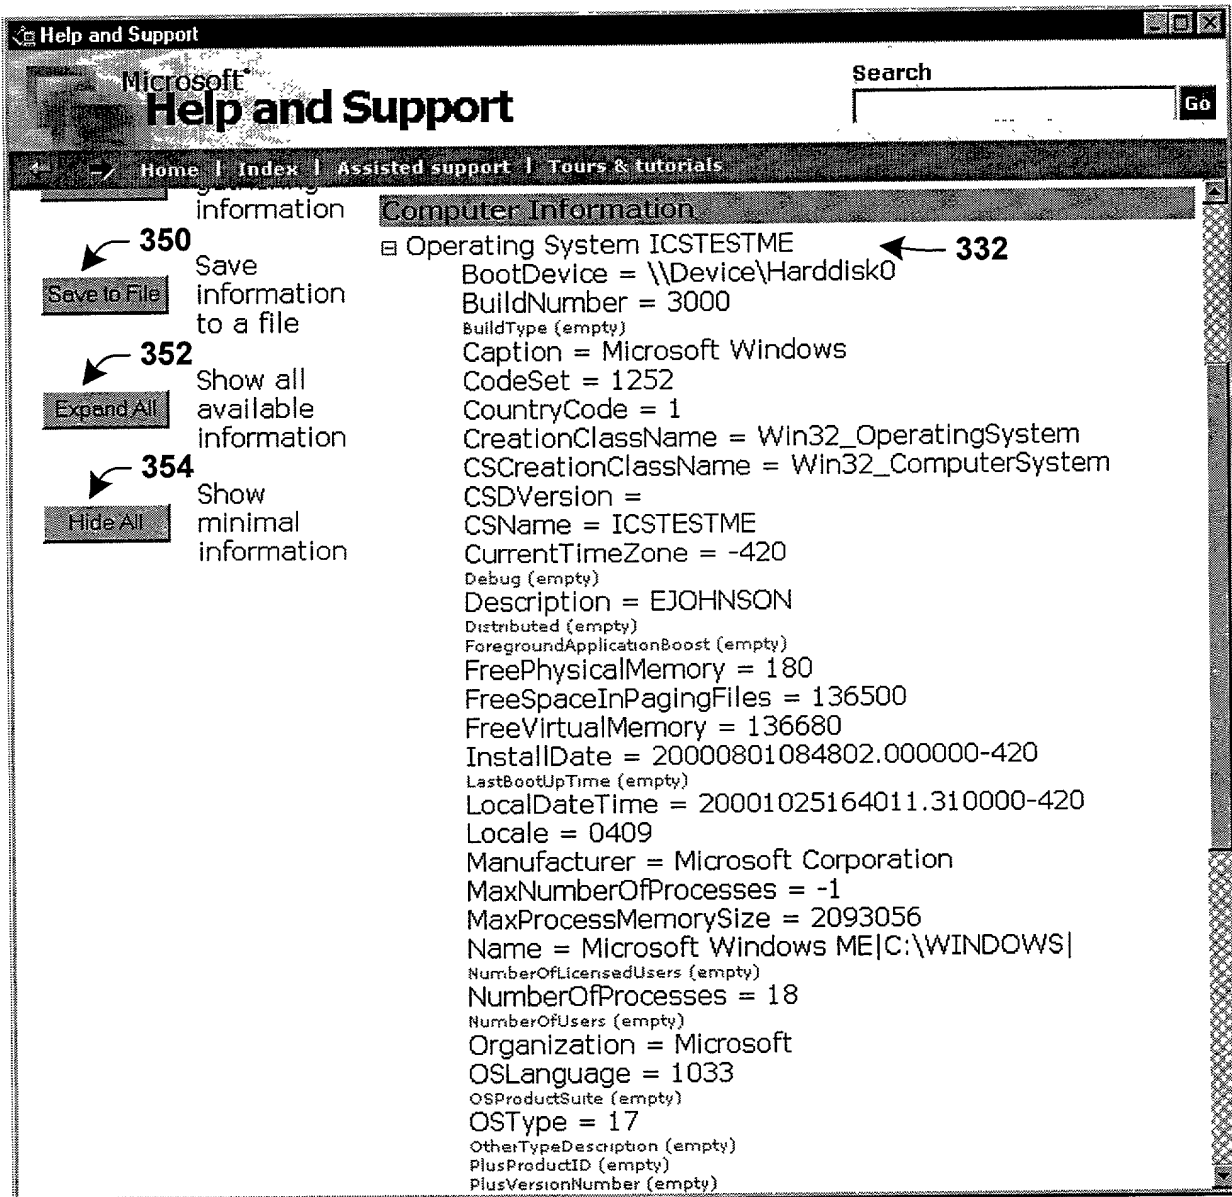 Help and Support
Microsoft
Help and Support
Search
Go
Home | Index | Assisted support | Tours & tutorials
information
350
Save to File
Save
information
to a file
352
Expand All
Show all
available
information
354
Hide All
Show
minimal
information
Computer Information
Operating System ICSTESTME
332
BootDevice = \\Device\Harddisk0
BuildNumber = 3000
BuildType (empty)
Caption = Microsoft Windows
CodeSet = 1252
CountryCode = 1
CreationClassName = Win32_OperatingSystem
CSCreationClassName = Win32_ComputerSystem
CSDVersion =
CSName = ICSTESTME
CurrentTimeZone = -420
Debug (empty)
Description = EJOHNSON
Distributed (empty)
ForegroundApplicationBoost (empty)
FreePhysicalMemory = 180
FreeSpaceInPagingFiles = 136500
FreeVirtualMemory = 136680
InstallDate = 20000801084802.000000-420
LastBootUpTime (empty)
LocalDateTime = 20001025164011.310000-420
Locale = 0409
Manufacturer = Microsoft Corporation
MaxNumberOfProcesses = -1
MaxProcessMemorySize = 2093056
Name = Microsoft Windows ME|C:\WINDOWS|
NumberOfLicensedUsers (empty)
NumberOfProcesses = 18
NumberOfUsers (empty)
Organization = Microsoft
OSLanguage = 1033
OSProductSuite (empty)
OSType = 17
OtherTypeDescription (empty)
PlusProductID (empty)
PlusVersionNumber (empty)